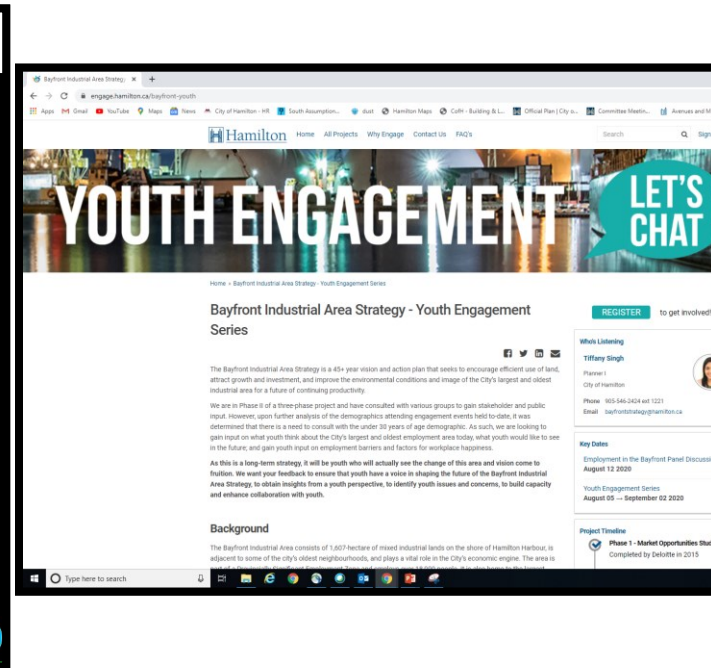 Bayfront Industrial Area Strategy
engage.hamilton.ca/bayfront-youth
Apps Gmail YouTube Maps News City of Hamilton - HR South Assumption... dust Hamilton Maps CofH - Building & L... Official Plan | City o... Committee Meetin... Avenues and M
Hamilton Home All Projects Why Engage Contact Us FAQ's Search Sign
YOUTH ENGAGEMENT
LET'S
CHAT
Home » Bayfront Industrial Area Strategy - Youth Engagement Series
Bayfront Industrial Area Strategy - Youth Engagement
Series
The Bayfront Industrial Area Strategy is a 45+ year vision and action plan that seeks to encourage efficient use of land,
attract growth and investment, and improve the environmental conditions and image of the City's largest and oldest
industrial area for a future of continuing productivity.
We are in Phase II of a three-phase project and have consulted with various groups to gain stakeholder and public
input. However, upon further analysis of the demographics attending engagement events held to-date, it was
determined that there is a need to consult with the under 30 years of age demographic. As such, we are looking to
gain input on what youth think about the City's largest and oldest employment area today, what youth would like to see
in the future; and gain youth input on employment barriers and factors for workplace happiness.
As this is a long-term strategy, it will be youth who will actually see the change of this area and vision come to
fruition. We want your feedback to ensure that youth have a voice in shaping the future of the Bayfront Industrial
Area Strategy, to obtain insights from a youth perspective, to identify youth issues and concerns, to build capacity
and enhance collaboration with youth.
Background
The Bayfront Industrial Area consists of 1,607-hectare of mixed industrial lands on the shore of Hamilton Harbour, is
adjacent to some of the city's oldest neighbourhoods, and plays a vital role in the City's economic engine. The area is
REGISTER to get involved!
Who's Listening
Tiffany Singh
Planner I
City of Hamilton
Phone 905-546-2424 ext 1221
Email bayfrontstrategy@hamilton.ca
Key Dates
Employment in the Bayfront Panel Discussi
August 12 2020
Youth Engagement Series
August 05 → September 02 2020
Project Timeline
Phase 1 - Market Opportunities Stud
Completed by Deloitte in 2015
Type here to search